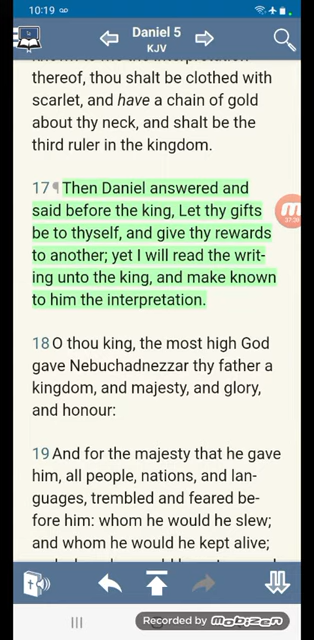 10:19
Daniel 5
KJV
thereof, thou shalt be clothed with
scarlet, and have a chain of gold
about thy neck, and shalt be the
third ruler in the kingdom.
17 ¶ Then Daniel answered and
said before the king, Let thy gifts
be to thyself, and give thy rewards
to another; yet I will read the writ-
ing unto the king, and make known
to him the interpretation.
18 O thou king, the most high God
gave Nebuchadnezzar thy father a
kingdom, and majesty, and glory,
and honour:
19 And for the majesty that he gave
him, all people, nations, and lan-
guages, trembled and feared be-
fore him: whom he would he slew;
and whom he would he kept alive;
Recorded by mobizen